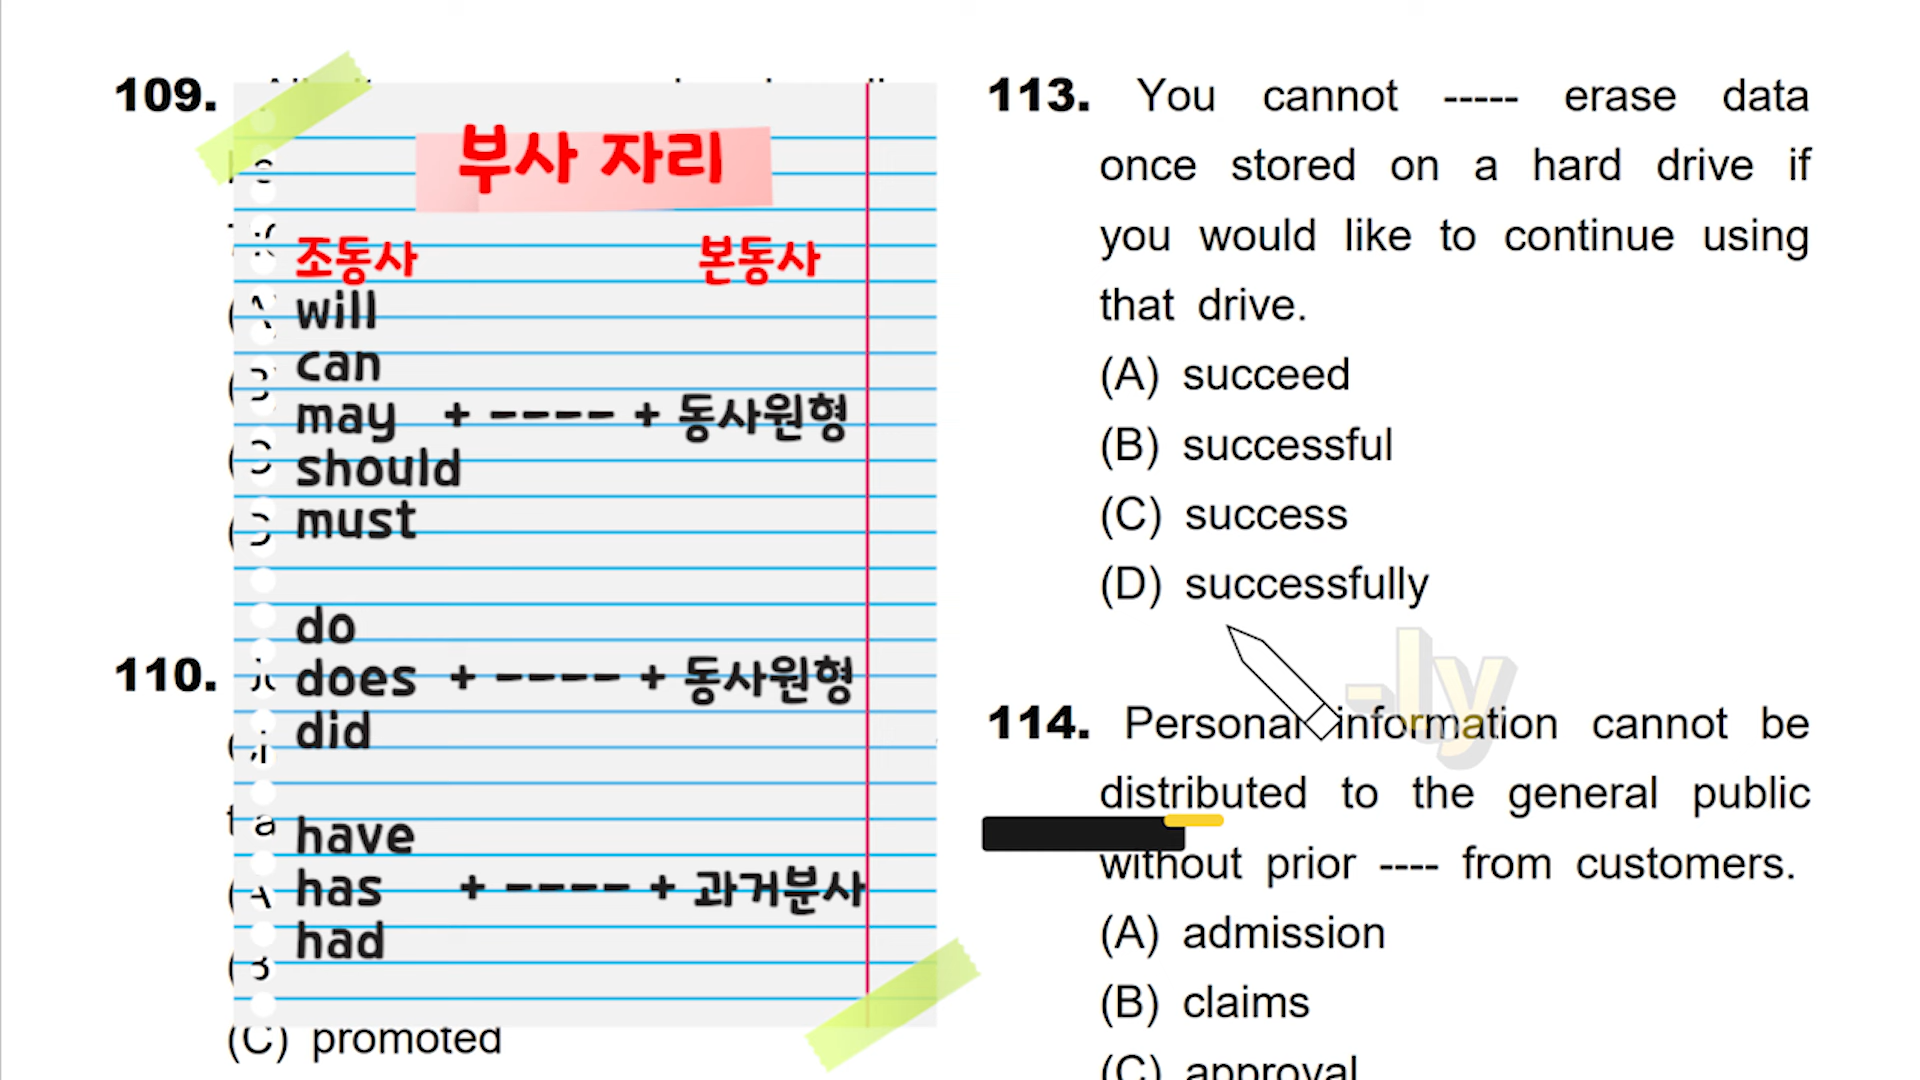 109.
부사 자리
조동사 본동사
will
can
may + ---- + 동사원형
should
must
do
110. does + ---- + 동사원형
did
have
has + ---- + 과거분사
had
(C) promoted
113. You cannot ----- erase data
once stored on a hard drive if
you would like to continue using
that drive.
(A) succeed
(B) successful
(C) success
(D) successfully
-ly
114. Personal information cannot be
distributed to the general public
without prior ---- from customers.
(A) admission
(B) claims
(C) approval